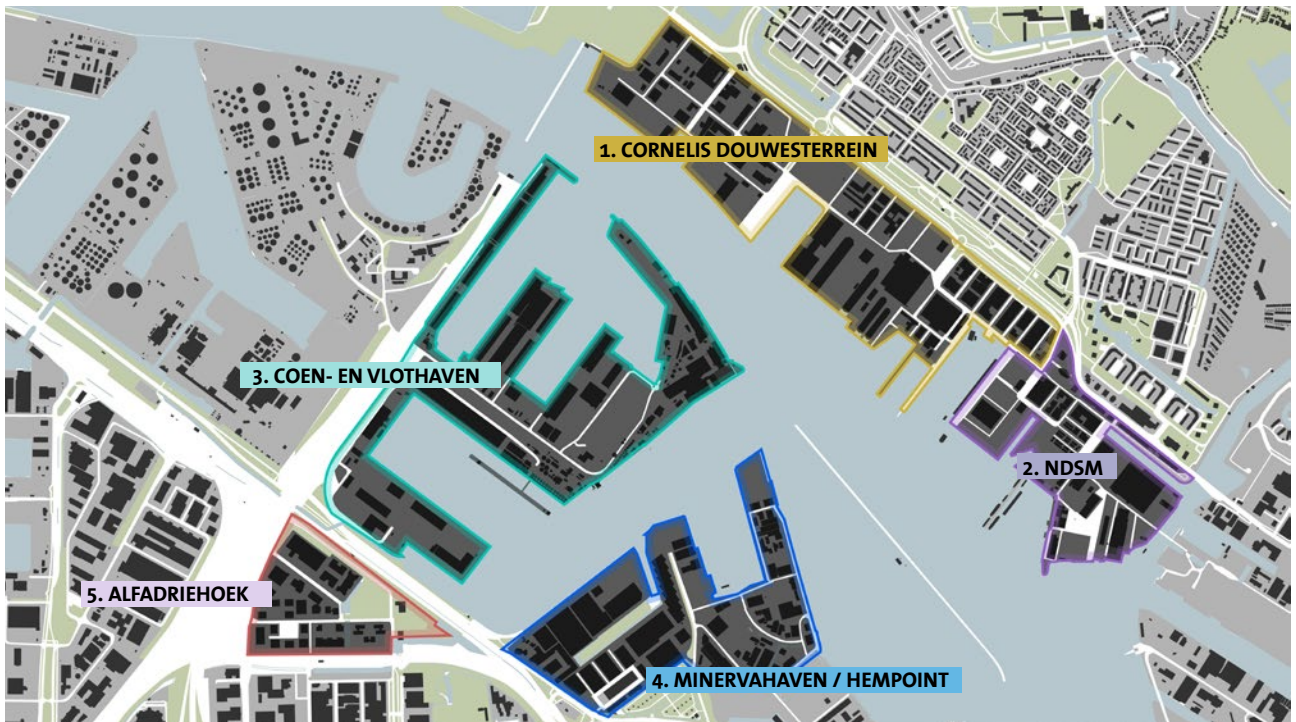 1. CORNELIS DOUWESTERREIN
3. COEN- EN VLOTHAVEN
2. NDSM
5. ALFADRIEHOEK
4. MINERVAHAVEN / HEMPOINT